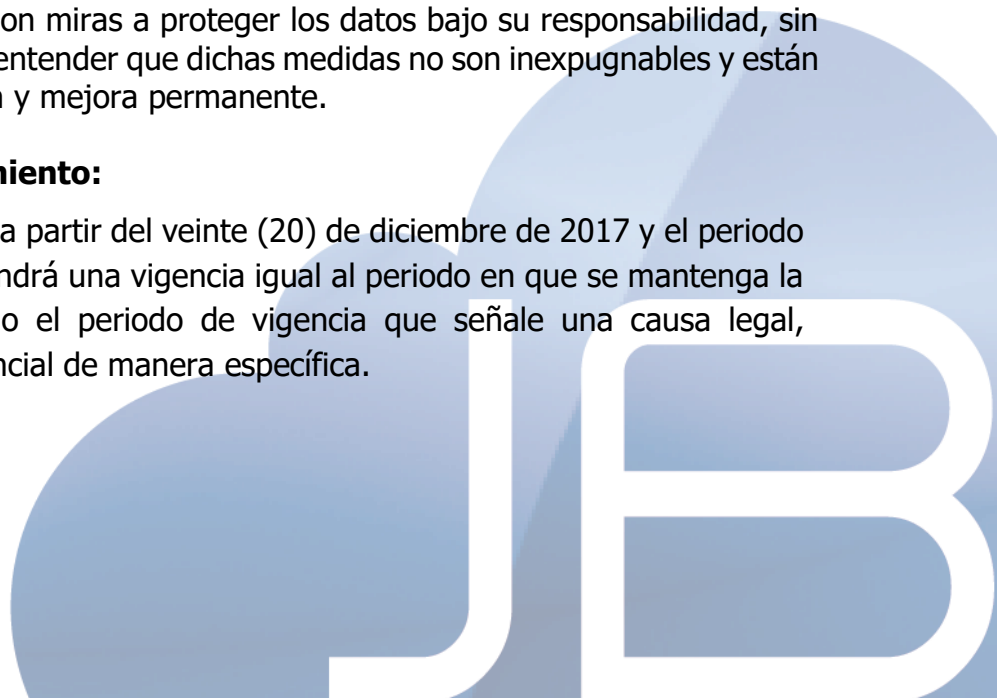 on miras a proteger los datos bajo su responsabilidad, sin
entender que dichas medidas no son inexpugnables y están
y mejora permanente.
miento:
a partir del veinte (20) de diciembre de 2017 y el periodo
ndrá una vigencia igual al periodo en que se mantenga la
o el periodo de vigencia que señale una causa legal,
ncial de manera específica.
JB